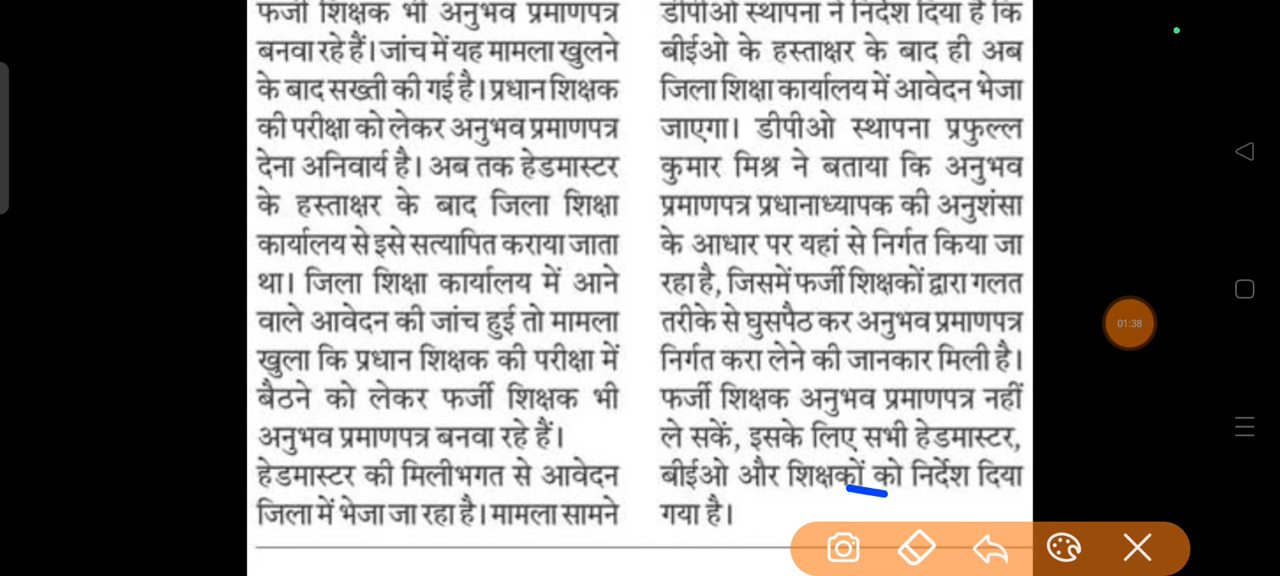 फर्जी शिक्षक भी अनुभव प्रमाणपत्र
बनवा रहे हैं। जांच में यह मामला खुलने
के बाद सख्ती की गई है। प्रधान शिक्षक
की परीक्षा को लेकर अनुभव प्रमाणपत्र
देना अनिवार्य है। अब तक हेडमास्टर
के हस्ताक्षर के बाद जिला शिक्षा
कार्यालय से इसे सत्यापित कराया जाता
था। जिला शिक्षा कार्यालय में आने
वाले आवेदन की जांच हुई तो मामला
खुला कि प्रधान शिक्षक की परीक्षा में
बैठने को लेकर फर्जी शिक्षक भी
अनुभव प्रमाणपत्र बनवा रहे हैं।
हेडमास्टर की मिलीभगत से आवेदन
जिला में भेजा जा रहा है। मामला सामने
डीपीओ स्थापना ने निर्देश दिया है कि
बीईओ के हस्ताक्षर के बाद ही अब
जिला शिक्षा कार्यालय में आवेदन भेजा
जाएगा। डीपीओ स्थापना प्रफुल्ल
कुमार मिश्र ने बताया कि अनुभव
प्रमाणपत्र प्रधानाध्यापक की अनुशंसा
के आधार पर यहां से निर्गत किया जा
रहा है, जिसमें फर्जी शिक्षकों द्वारा गलत
तरीके से घुसपैठ कर अनुभव प्रमाणपत्र
निर्गत करा लेने की जानकार मिली है।
फर्जी शिक्षक अनुभव प्रमाणपत्र नहीं
ले सकें, इसके लिए सभी हेडमास्टर,
बीईओ और शिक्षकों को निर्देश दिया
गया है।
01:38